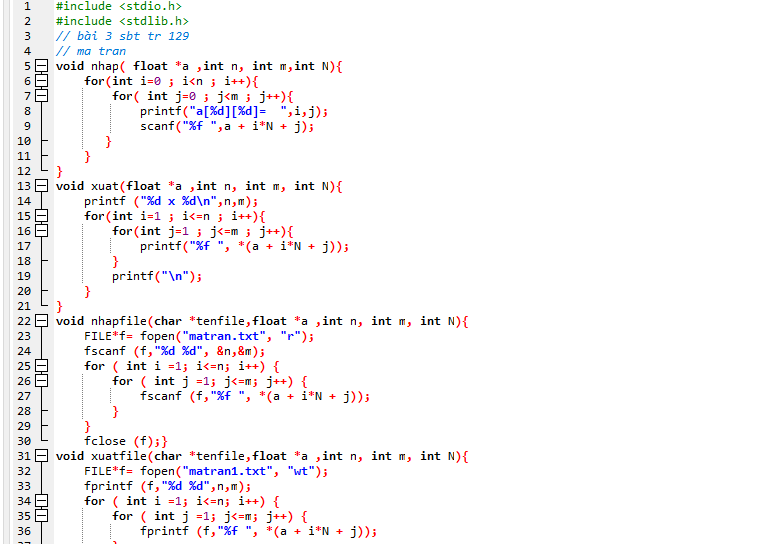 1 #include <stdio.h>
2 #include <stdlib.h>
3 // bài 3 sbt tr 129
4 // ma tran
5 void nhap( float *a ,int n, int m,int N){
6 for(int i=0 ; i<n ; i++){
7 for( int j=0 ; j<m ; j++){
8 printf("a[%d][%d]=  ",i,j);
9 scanf("%f ",a + i*N + j);
10 }
11 }
12 }
13 void xuat(float *a ,int n, int m, int N){
14 printf ("%d x %d\n",n,m);
15 for(int i=1 ; i<=n ; i++){
16 for(int j=1 ; j<=m ; j++){
17 printf("%f ", *(a + i*N + j));
18 }
19 printf("\n");
20 }
21 }
22 void nhapfile(char *tenfile,float *a ,int n, int m, int N){
23 FILE*f= fopen("matran.txt", "r");
24 fscanf (f,"%d %d", &n,&m);
25 for ( int i =1; i<=n; i++) {
26 for ( int j =1; j<=m; j++) {
27 fscanf (f,"%f ", *(a + i*N + j));
28 }
29 }
30 fclose (f);}
31 void xuatfile(char *tenfile,float *a ,int n, int m, int N){
32 FILE*f= fopen("matran1.txt", "wt");
33 fprintf (f,"%d %d",n,m);
34 for ( int i =1; i<=n; i++) {
35 for ( int j =1; j<=m; j++) {
36 fprintf (f,"%f ", *(a + i*N + j));